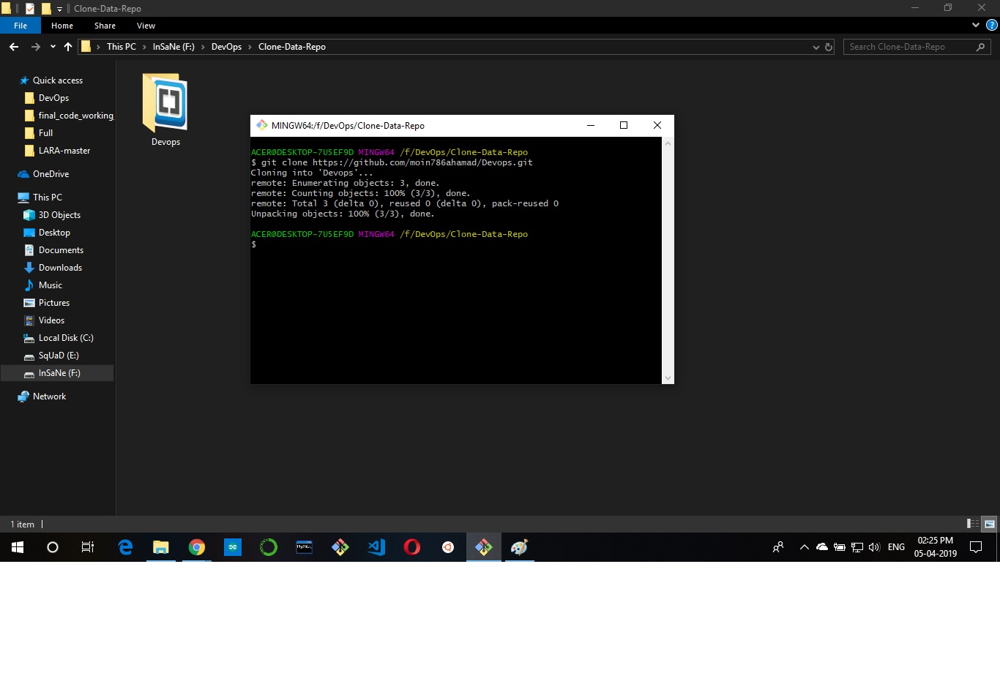 Clone-Data-Repo
File Home Share View
This PC InSaNe (F:) DevOps Clone-Data-Repo
Search Clone-Data-Repo
Quick access
DevOps
final_code_working_
Full
LARA-master
OneDrive
This PC
3D Objects
Desktop
Documents
Downloads
Music
Pictures
Videos
Local Disk (C:)
SqUaD (E:)
InSaNe (F:)
Network
Devops
MINGW64:/f/DevOps/Clone-Data-Repo
ACER@DESKTOP-7U5EF9D MINGW64 /f/DevOps/Clone-Data-Repo
$ git clone https://github.com/moin786ahamad/Devops.git
Cloning into 'Devops'...
remote: Enumerating objects: 3, done.
remote: Counting objects: 100% (3/3), done.
remote: Total 3 (delta 0), reused 0 (delta 0), pack-reused 0
Unpacking objects: 100% (3/3), done.
ACER@DESKTOP-7U5EF9D MINGW64 /f/DevOps/Clone-Data-Repo
$
1 item
ENG
02:25 PM
05-04-2019